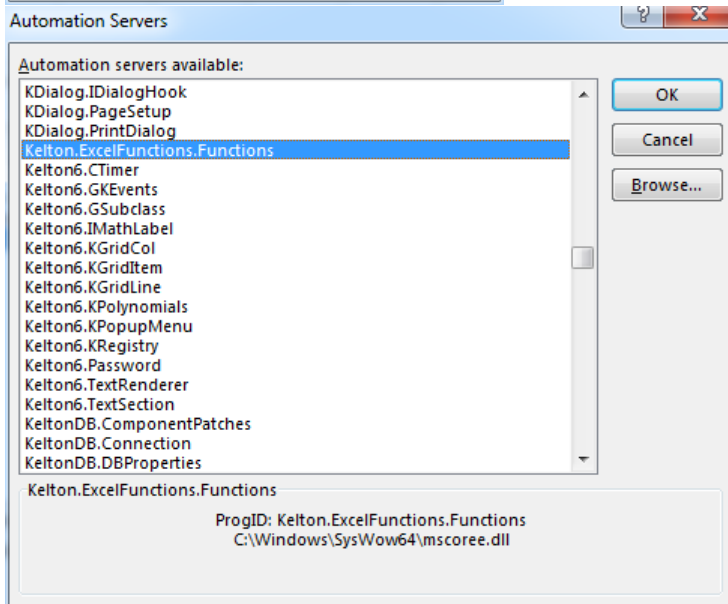 Automation Servers
?
X
Automation servers available:
KDialog.IDialogHook
KDialog.PageSetup
KDialog.PrintDialog
Kelton.ExcelFunctions.Functions
Kelton6.CTimer
Kelton6.GKEvents
Kelton6.GSubclass
Kelton6.IMathLabel
Kelton6.KGridCol
Kelton6.KGridItem
Kelton6.KGridLine
Kelton6.KPolynomials
Kelton6.KPopupMenu
Kelton6.KRegistry
Kelton6.Password
Kelton6.TextRenderer
Kelton6.TextSection
KeltonDB.ComponentPatches
KeltonDB.Connection
KeltonDB.DBProperties
OK
Cancel
Browse...
Kelton.ExcelFunctions.Functions
ProgID: Kelton.ExcelFunctions.Functions
C:\Windows\SysWow64\mscoree.dll